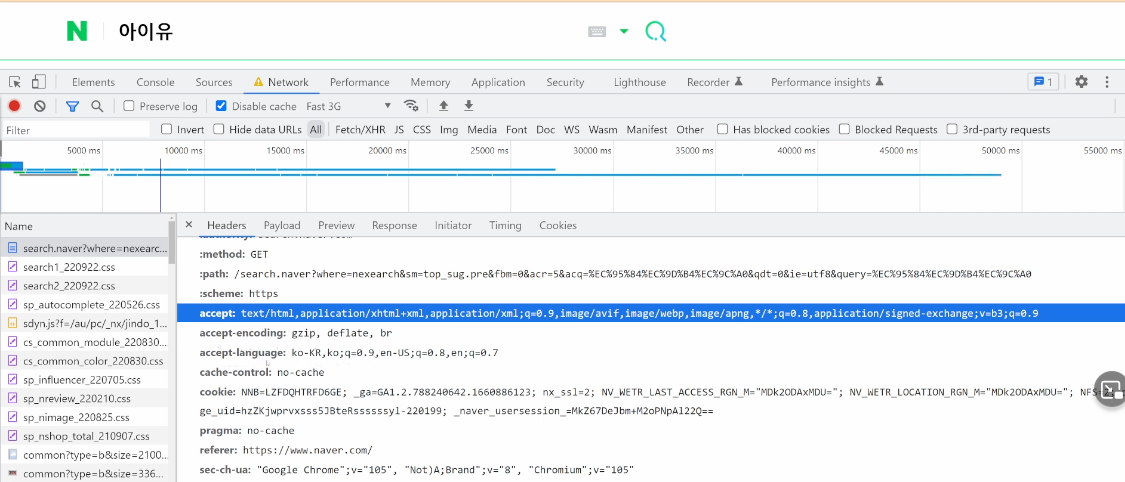 N 아이유
Elements Console Sources Network Performance Memory Application Security Lighthouse Recorder Performance insights 1
Preserve log Disable cache Fast 3G
Filter Invert Hide data URLs All Fetch/XHR JS CSS Img Media Font Doc WS Wasm Manifest Other Has blocked cookies Blocked Requests 3rd-party requests
5000 ms 10000 ms 15000 ms 20000 ms 25000 ms 30000 ms 35000 ms 40000 ms 45000 ms 50000 ms 55000 ms
Name
search.naver?where=nexearc...
search1_220922.css
search2_220922.css
sp_autocomplete_220526.css
sdyn.js?f=/au/pc/_nx/jindo_1...
cs_common_module_220830...
cs_common_color_220830.css
sp_influencer_220705.css
sp_nreview_220210.css
sp_nimage_220825.css
sp_nshop_total_210907.css
common?type=b&size=2100...
common?type=b&size=336...
× Headers Payload Preview Response Initiator Timing Cookies
:method: GET
:path: /search.naver?where=nexearch&sm=top_sug.pre&fbm=0&acr=5&acq=%EC%95%84%EC%9D%B4%EC%9C%A0&qdt=0&ie=utf8&query=%EC%95%84%EC%9D%B4%EC%9C%A0
:scheme: https
accept: text/html,application/xhtml+xml,application/xml;q=0.9,image/avif,image/webp,image/apng,*/*;q=0.8,application/signed-exchange;v=b3;q=0.9
accept-encoding: gzip, deflate, br
accept-language: ko-KR,ko;q=0.9,en-US;q=0.8,en;q=0.7
cache-control: no-cache
cookie: NNB=LZFDQHTRFD6GE; _ga=GA1.2.788240642.1660886123; nx_ssl=2; NV_WETR_LAST_ACCESS_RGN_M="MDk2ODAxMDU="; NV_WETR_LOCATION_RGN_M="MDk2ODAxMDU="; NFS=2;
ge_uid=hzZKjwprvxsss5JBteRssssssyl-220199; _naver_usersession_=MkZ67DeJbm+M2oPNpAl22Q==
pragma: no-cache
referer: https://www.naver.com/
sec-ch-ua: "Google Chrome";v="105", "Not)A;Brand";v="8", "Chromium";v="105"